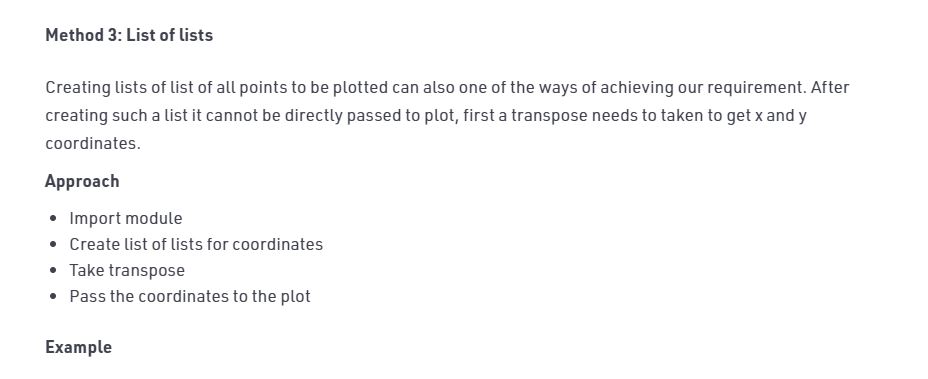 Method 3: List of lists
Creating lists of list of all points to be plotted can also one of the ways of achieving our requirement. After
creating such a list it cannot be directly passed to plot, first a transpose needs to taken to get x and y
coordinates.
Approach
• Import module
• Create list of lists for coordinates
• Take transpose
• Pass the coordinates to the plot
Example